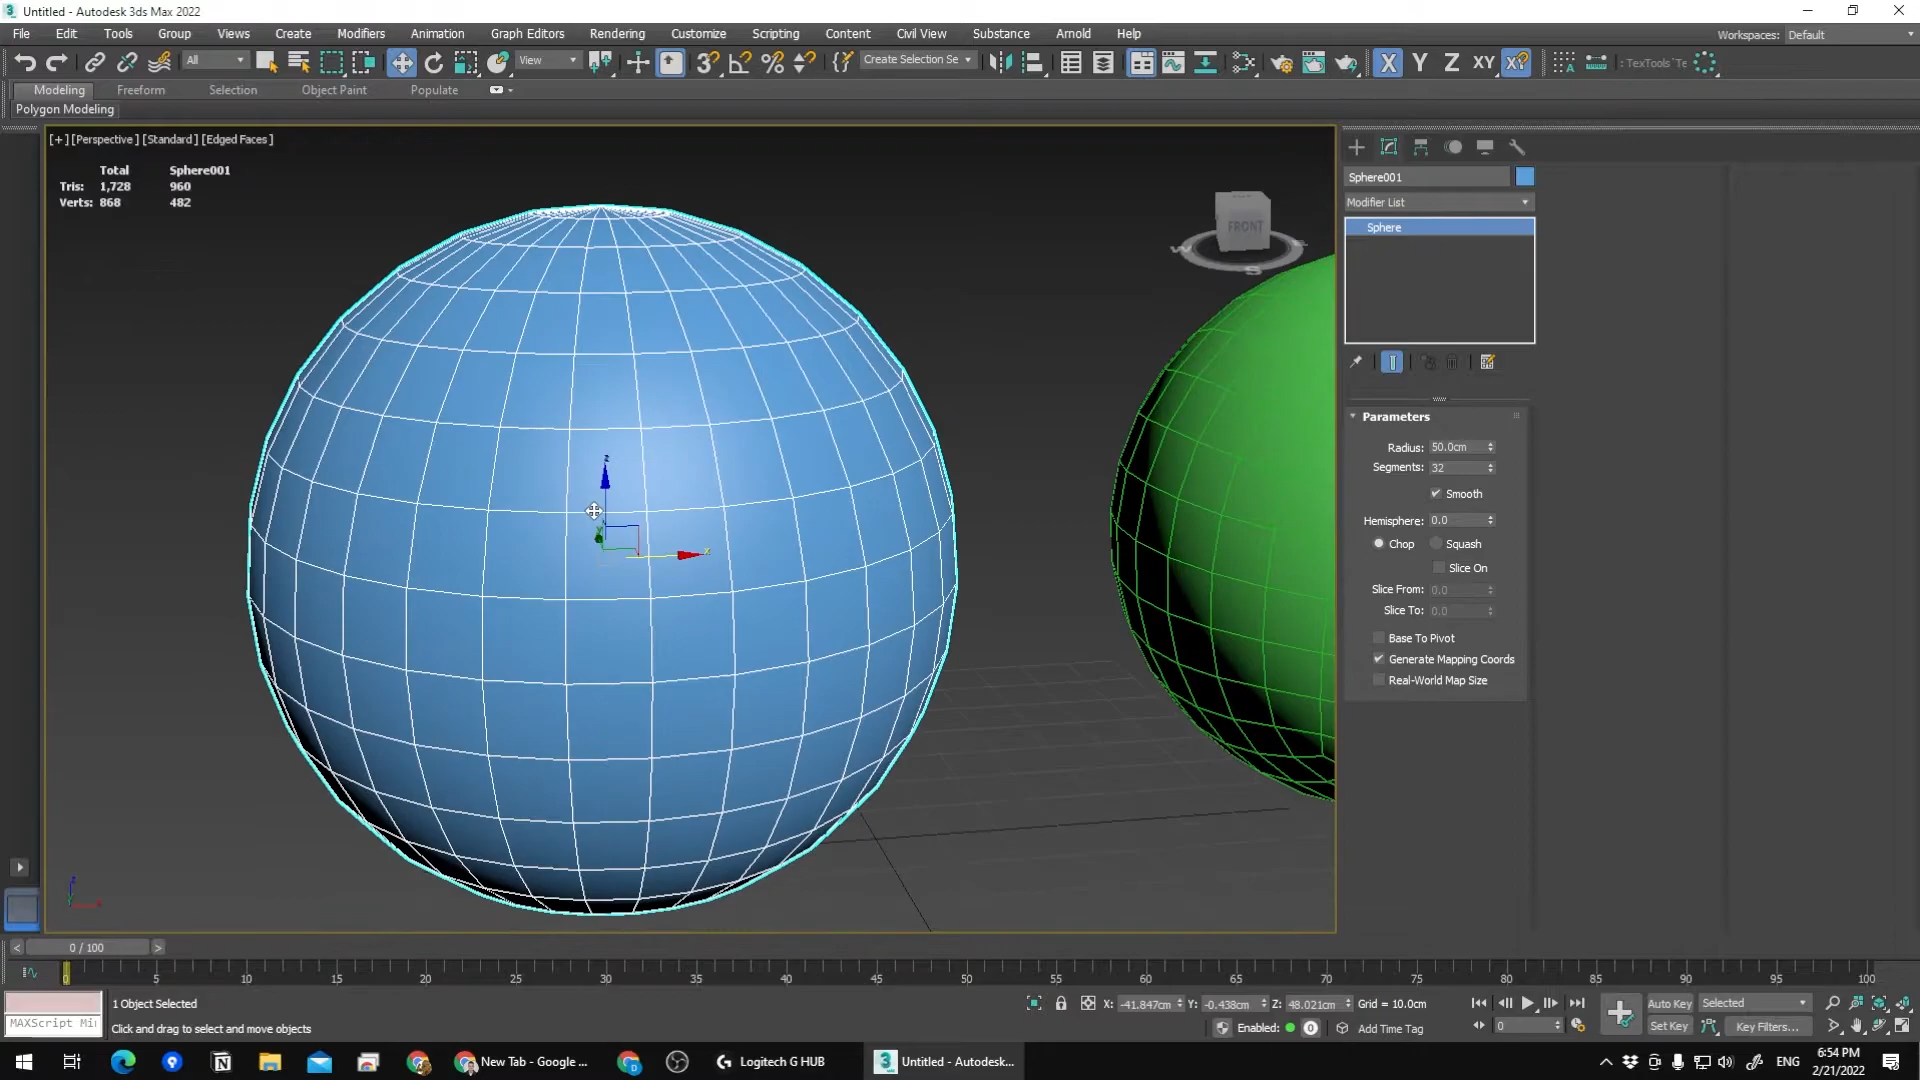 Untitled - Autodesk 3ds Max 2022
File Edit Tools Group Views Create Modifiers Animation Graph Editors Rendering Customize Scripting Content Civil View Substance Arnold Help Workspaces: Default
All View Create Selection Se X Y Z XY XY : TexTools
Modeling Freeform Selection Object Paint Populate
Polygon Modeling
[+] [Perspective] [Standard] [Edged Faces]
Total Sphere001
Tris: 1,728 960
Verts: 868 482
FRONT
W
S
z
x
Sphere001
Modifier List
Sphere
Parameters
Radius: 50.0cm
Segments: 32
Smooth
Hemisphere: 0.0
Chop Squash
Slice On
Slice From: 0.0
Slice To: 0.0
Base To Pivot
Generate Mapping Coords
Real-World Map Size
0 / 100
0 5 10 15 20 25 30 35 40 45 50 55 60 65 70 75 80 85 90 95 100
1 Object Selected X: -41.847cm Y: -0.438cm Z: 48.021cm Grid = 10.0cm Auto Key Selected
MAXScript Mi Click and drag to select and move objects Enabled: 0 Add Time Tag 0 Set Key Key Filters...
New Tab - Google ... Logitech G HUB Untitled - Autodesk... ENG 6:54 PM
2/21/2022